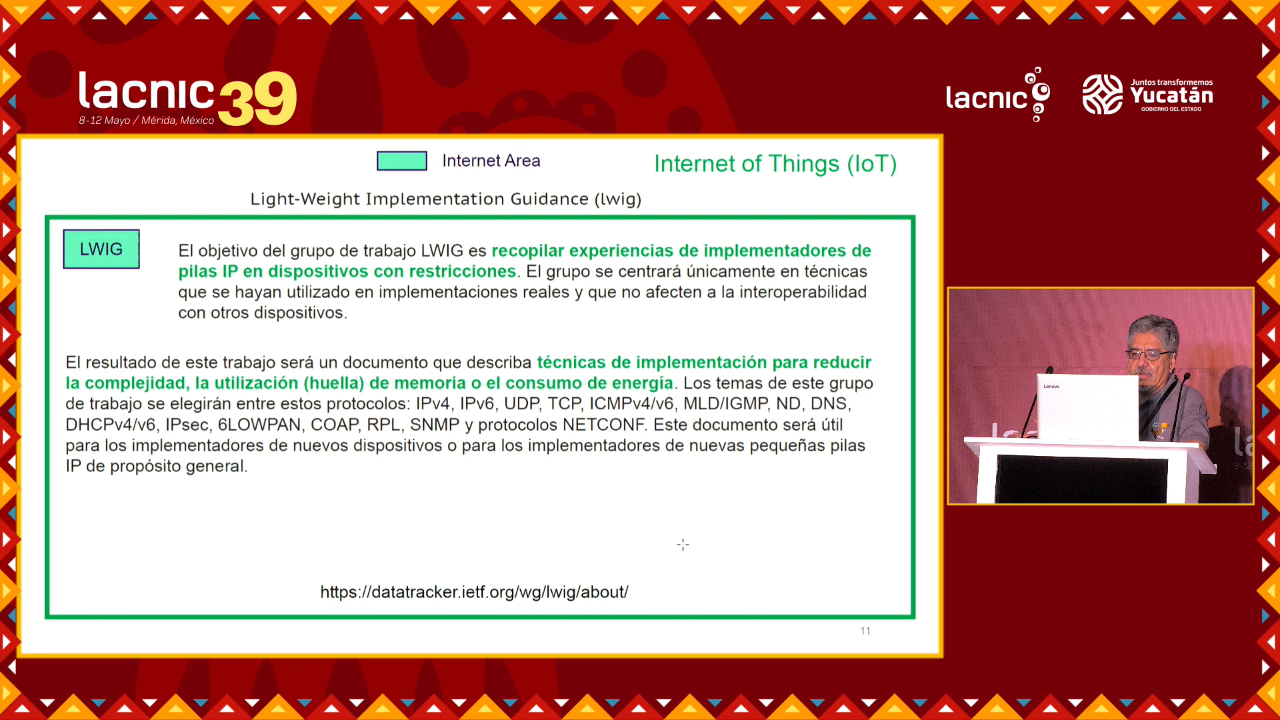 lacnic 39
8-12 Mayo / Mérida, México
lacnic
Juntos transformemos
Yucatán
GOBIERNO DEL ESTADO
Internet Area
Internet of Things (IoT)
Light-Weight Implementation Guidance (lwig)
LWIG
El objetivo del grupo de trabajo LWIG es recopilar experiencias de implementadores de
pilas IP en dispositivos con restricciones. El grupo se centrará únicamente en técnicas
que se hayan utilizado en implementaciones reales y que no afecten a la interoperabilidad
con otros dispositivos.
El resultado de este trabajo será un documento que describa técnicas de implementación para reducir
la complejidad, la utilización (huella) de memoria o el consumo de energía. Los temas de este grupo
de trabajo se elegirán entre estos protocolos: IPv4, IPv6, UDP, TCP, ICMPv4/v6, MLD/IGMP, ND, DNS,
DHCPv4/v6, IPsec, 6LOWPAN, COAP, RPL, SNMP y protocolos NETCONF. Este documento será útil
para los implementadores de nuevos dispositivos o para los implementadores de nuevas pequeñas pilas
IP de propósito general.
https://datatracker.ietf.org/wg/lwig/about/
11
Lenovo